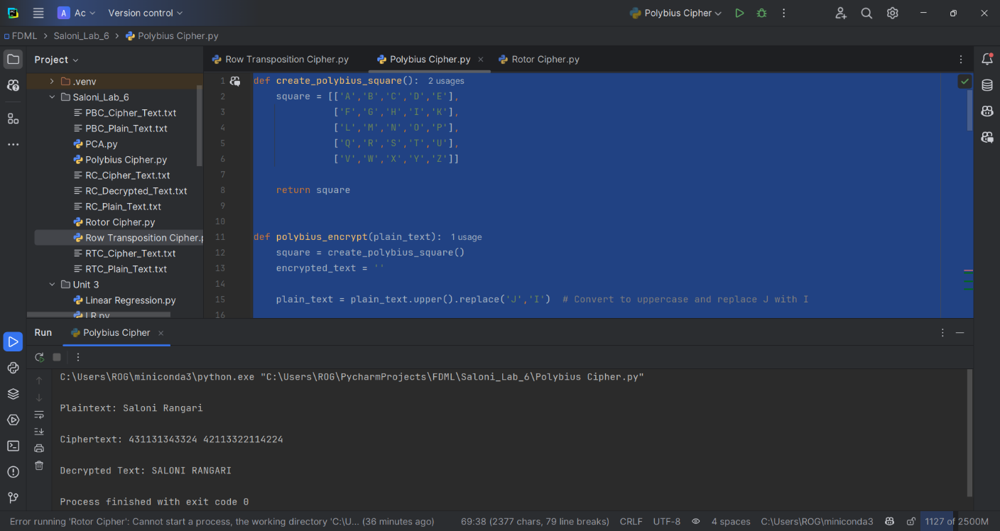 A Ac Version control Polybius Cipher
FDML > Saloni_Lab_6 > Polybius Cipher.py
Project
.venv
Saloni_Lab_6
PBC_Cipher_Text.txt
PBC_Plain_Text.txt
PCA.py
Polybius Cipher.py
RC_Cipher_Text.txt
RC_Decrypted_Text.txt
RC_Plain_Text.txt
Rotor Cipher.py
Row Transposition Cipher.p
RTC_Cipher_Text.txt
RTC_Plain_Text.txt
Unit 3
Linear Regression.py
LR.py
Row Transposition Cipher.py Polybius Cipher.py Rotor Cipher.py
1 def create_polybius_square(): 2 usages
2 square = [['A','B','C','D','E'],
3 ['F','G','H','I','K'],
4 ['L','M','N','O','P'],
5 ['Q','R','S','T','U'],
6 ['V','W','X','Y','Z']]
7
8 return square
9
10
11 def polybius_encrypt(plain_text): 1 usage
12 square = create_polybius_square()
13 encrypted_text = ''
14
15 plain_text = plain_text.upper().replace('J','I') # Convert to uppercase and replace J with I
16
Run Polybius Cipher
C:\Users\ROG\miniconda3\python.exe "C:\Users\ROG\PycharmProjects\FDML\Saloni_Lab_6\Polybius Cipher.py"
Plaintext: Saloni Rangari
Ciphertext: 431131343324 42113322114224
Decrypted Text: SALONI RANGARI
Process finished with exit code 0
Error running 'Rotor Cipher': Cannot start a process, the working directory 'C:\U... (36 minutes ago) 69:38 (2377 chars, 79 line breaks) CRLF UTF-8 4 spaces C:\Users\ROG\miniconda3 1127 of 2500M